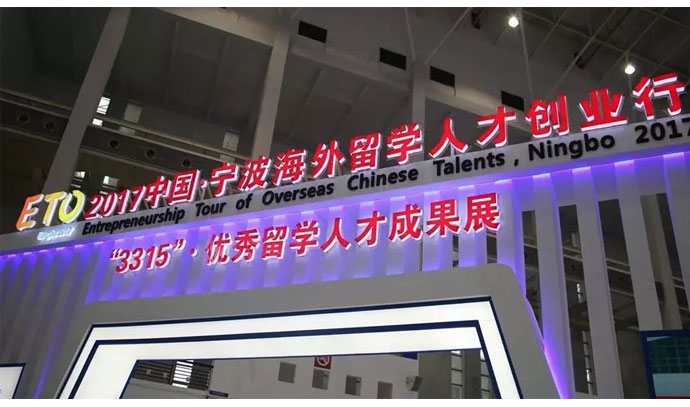 ETO
2017中国·宁波海外留学人才创业行
Entrepreneurship Tour of Overseas Chinese Talents, Ningbo 2017
“3315”·优秀留学人才成果展